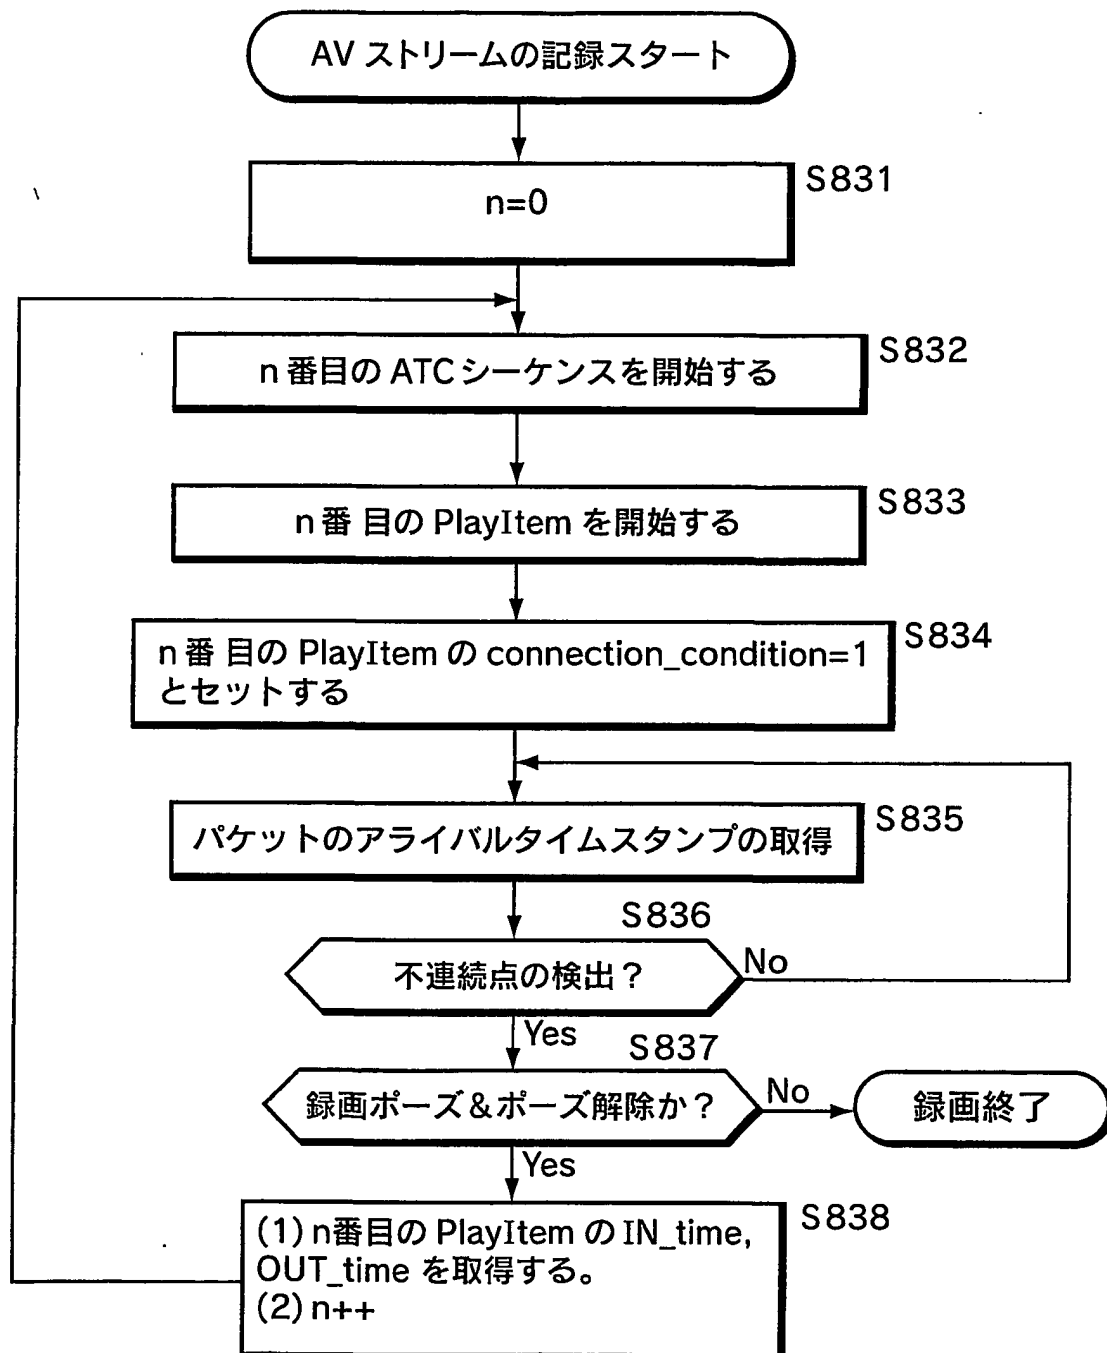 AV ストリームの記録スタート
S831
n=0
S832
n番目の ATCシーケンスを開始する
S833
n番 目の PlayItem を開始する
S834
n番 目の PlayItem の connection_condition=1
とセットする
S835
パケットのアライバルタイムスタンプの取得
S836
不連続点の検出？
No
Yes
S837
録画ポーズ＆ポーズ解除か？
No
録画終了
Yes
S838
(1) n番目の PlayItem の IN_time,
OUT_time を取得する。
(2) n++